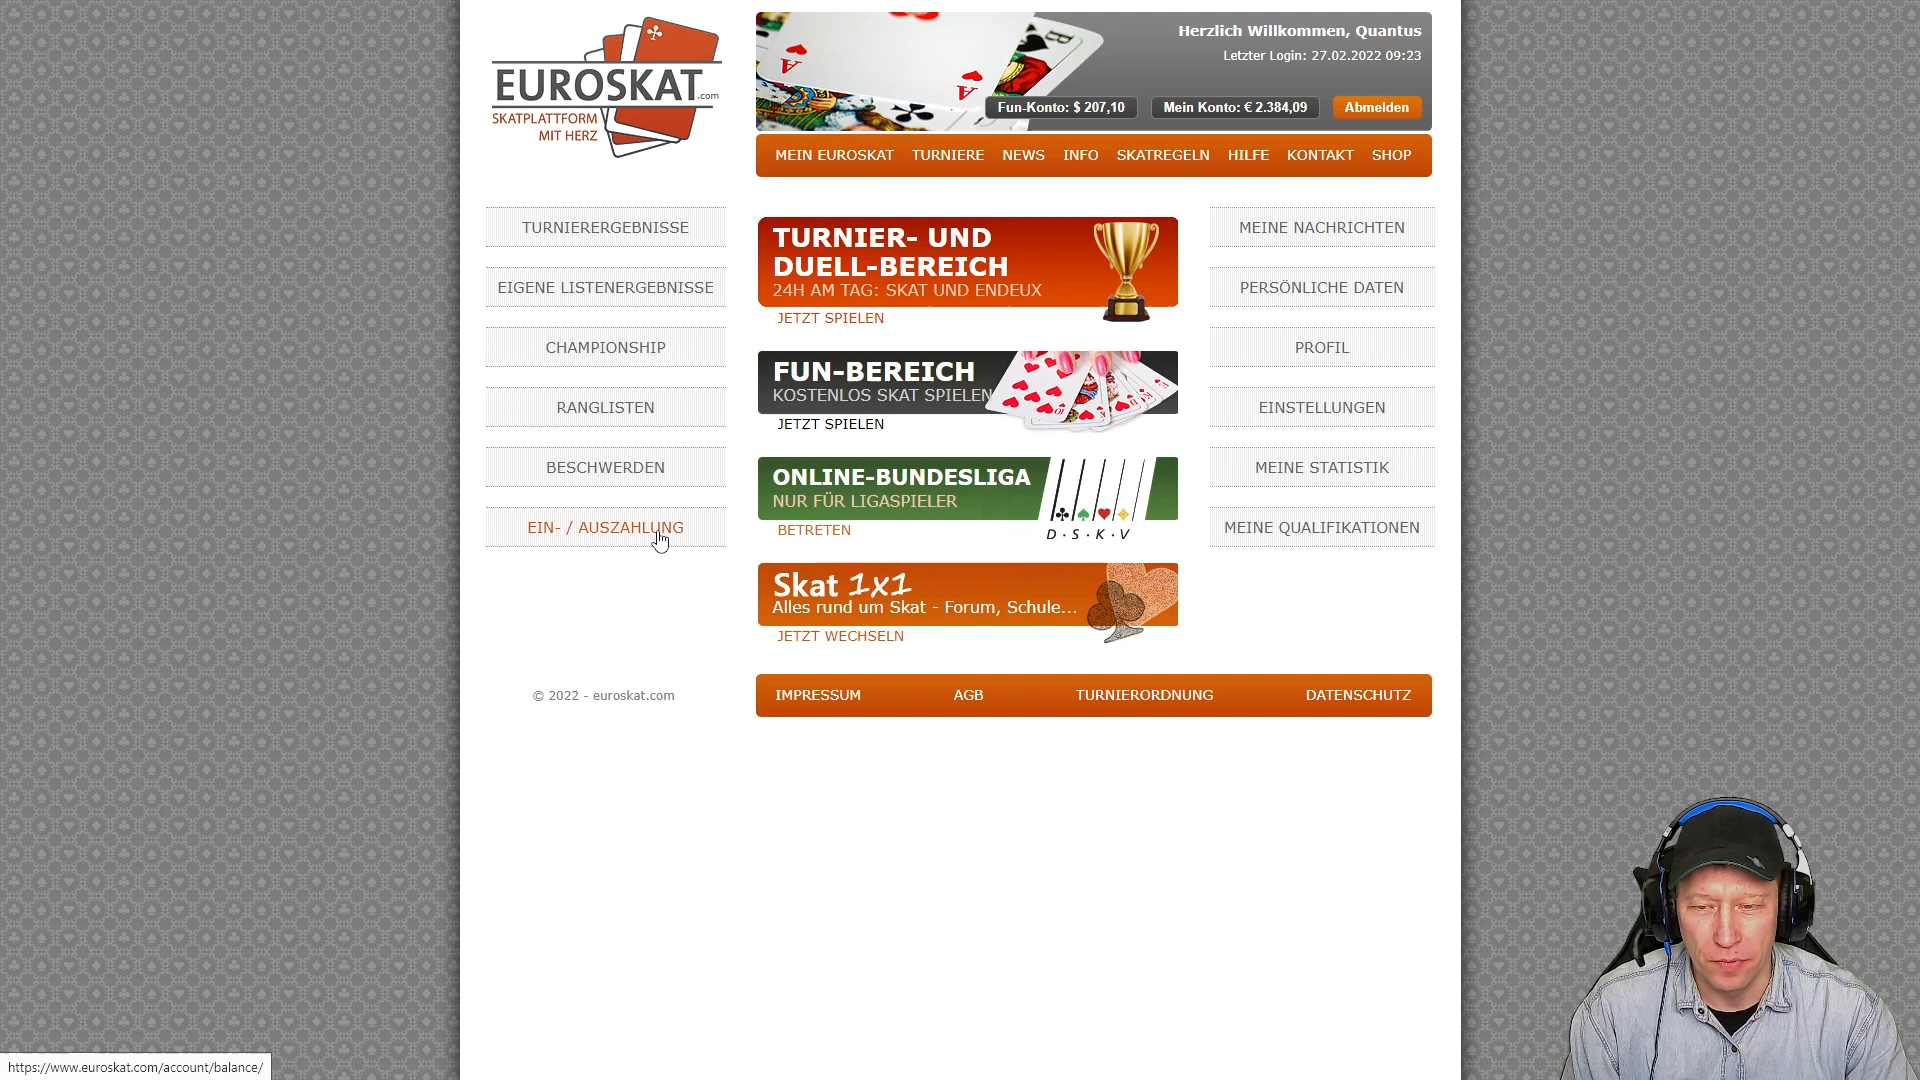 EUROSKAT.com
SKATPLATTFORM
MIT HERZ
Herzlich Willkommen, Quantus
Letzter Login: 27.02.2022 09:23
Fun-Konto: $ 207,10
Mein Konto: € 2.384,09
Abmelden
MEIN EUROSKAT TURNIERE NEWS INFO SKATREGELN HILFE KONTAKT SHOP
TURNIERERGEBNISSE
EIGENE LISTENERGEBNISSE
CHAMPIONSHIP
RANGLISTEN
BESCHWERDEN
EIN- / AUSZAHLUNG
TURNIER- UND
DUELL-BEREICH
24H AM TAG: SKAT UND ENDEUX
JETZT SPIELEN
FUN-BEREICH
KOSTENLOS SKAT SPIELEN
JETZT SPIELEN
ONLINE-BUNDESLIGA
NUR FÜR LIGASPIELER
D·S·K·V
BETRETEN
Skat 1x1
Alles rund um Skat - Forum, Schule...
JETZT WECHSELN
MEINE NACHRICHTEN
PERSÖNLICHE DATEN
PROFIL
EINSTELLUNGEN
MEINE STATISTIK
MEINE QUALIFIKATIONEN
© 2022 - euroskat.com
IMPRESSUM AGB TURNIERORDNUNG DATENSCHUTZ
https://www.euroskat.com/account/balance/